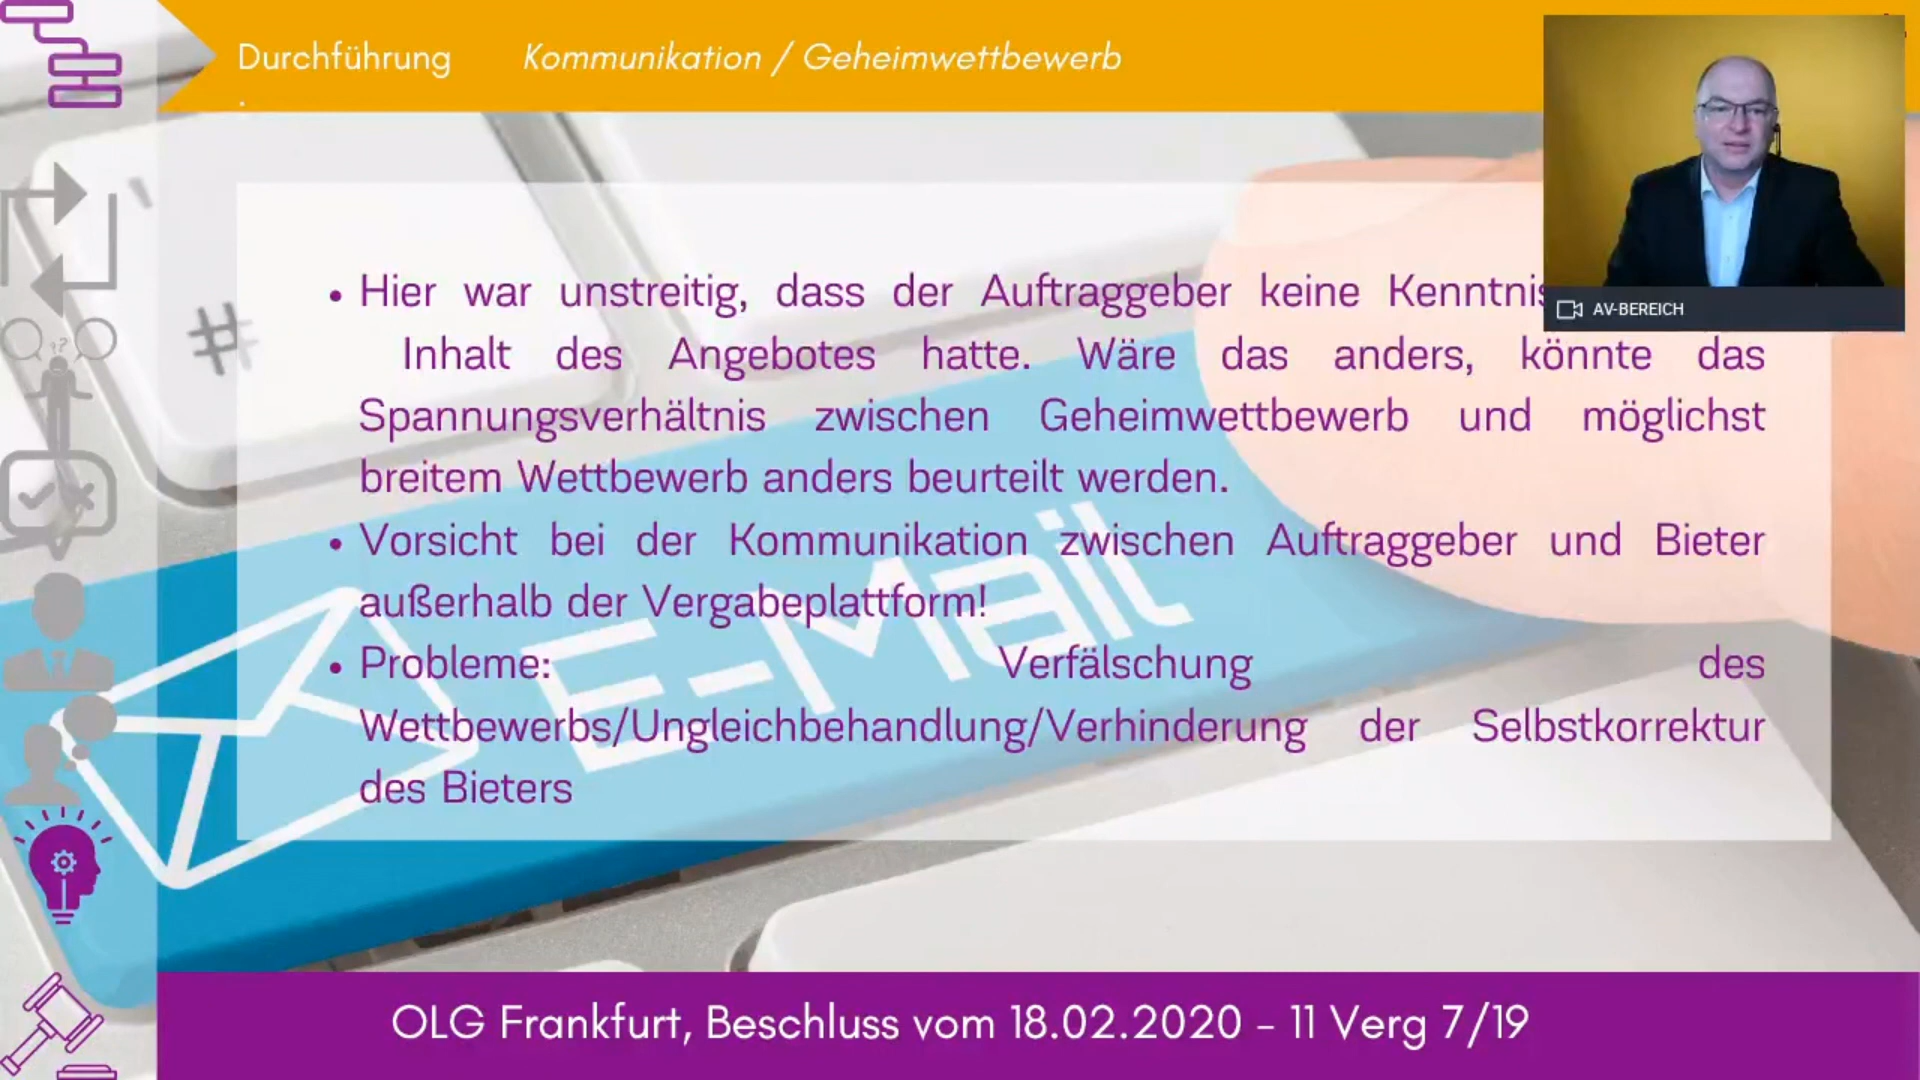 Durchführung Kommunikation / Geheimwettbewerb
.
AV-BEREICH
• Hier war unstreitig, dass der Auftraggeber keine
Inhalt des Angebotes hatte. Wäre das anders, könnte das
Spannungsverhältnis zwischen Geheimwettbewerb und möglichst
breitem Wettbewerb anders beurteilt werden.
• Vorsicht bei der Kommunikation zwischen Auftraggeber und Bieter
außerhalb der Vergabeplattform!
• Probleme: Verfälschung des
Wettbewerbs/Ungleichbehandlung/Verhinderung der Selbstkorrektur
des Bieters
#
E-Mail
OLG Frankfurt, Beschluss vom 18.02.2020 – 11 Verg 7/19